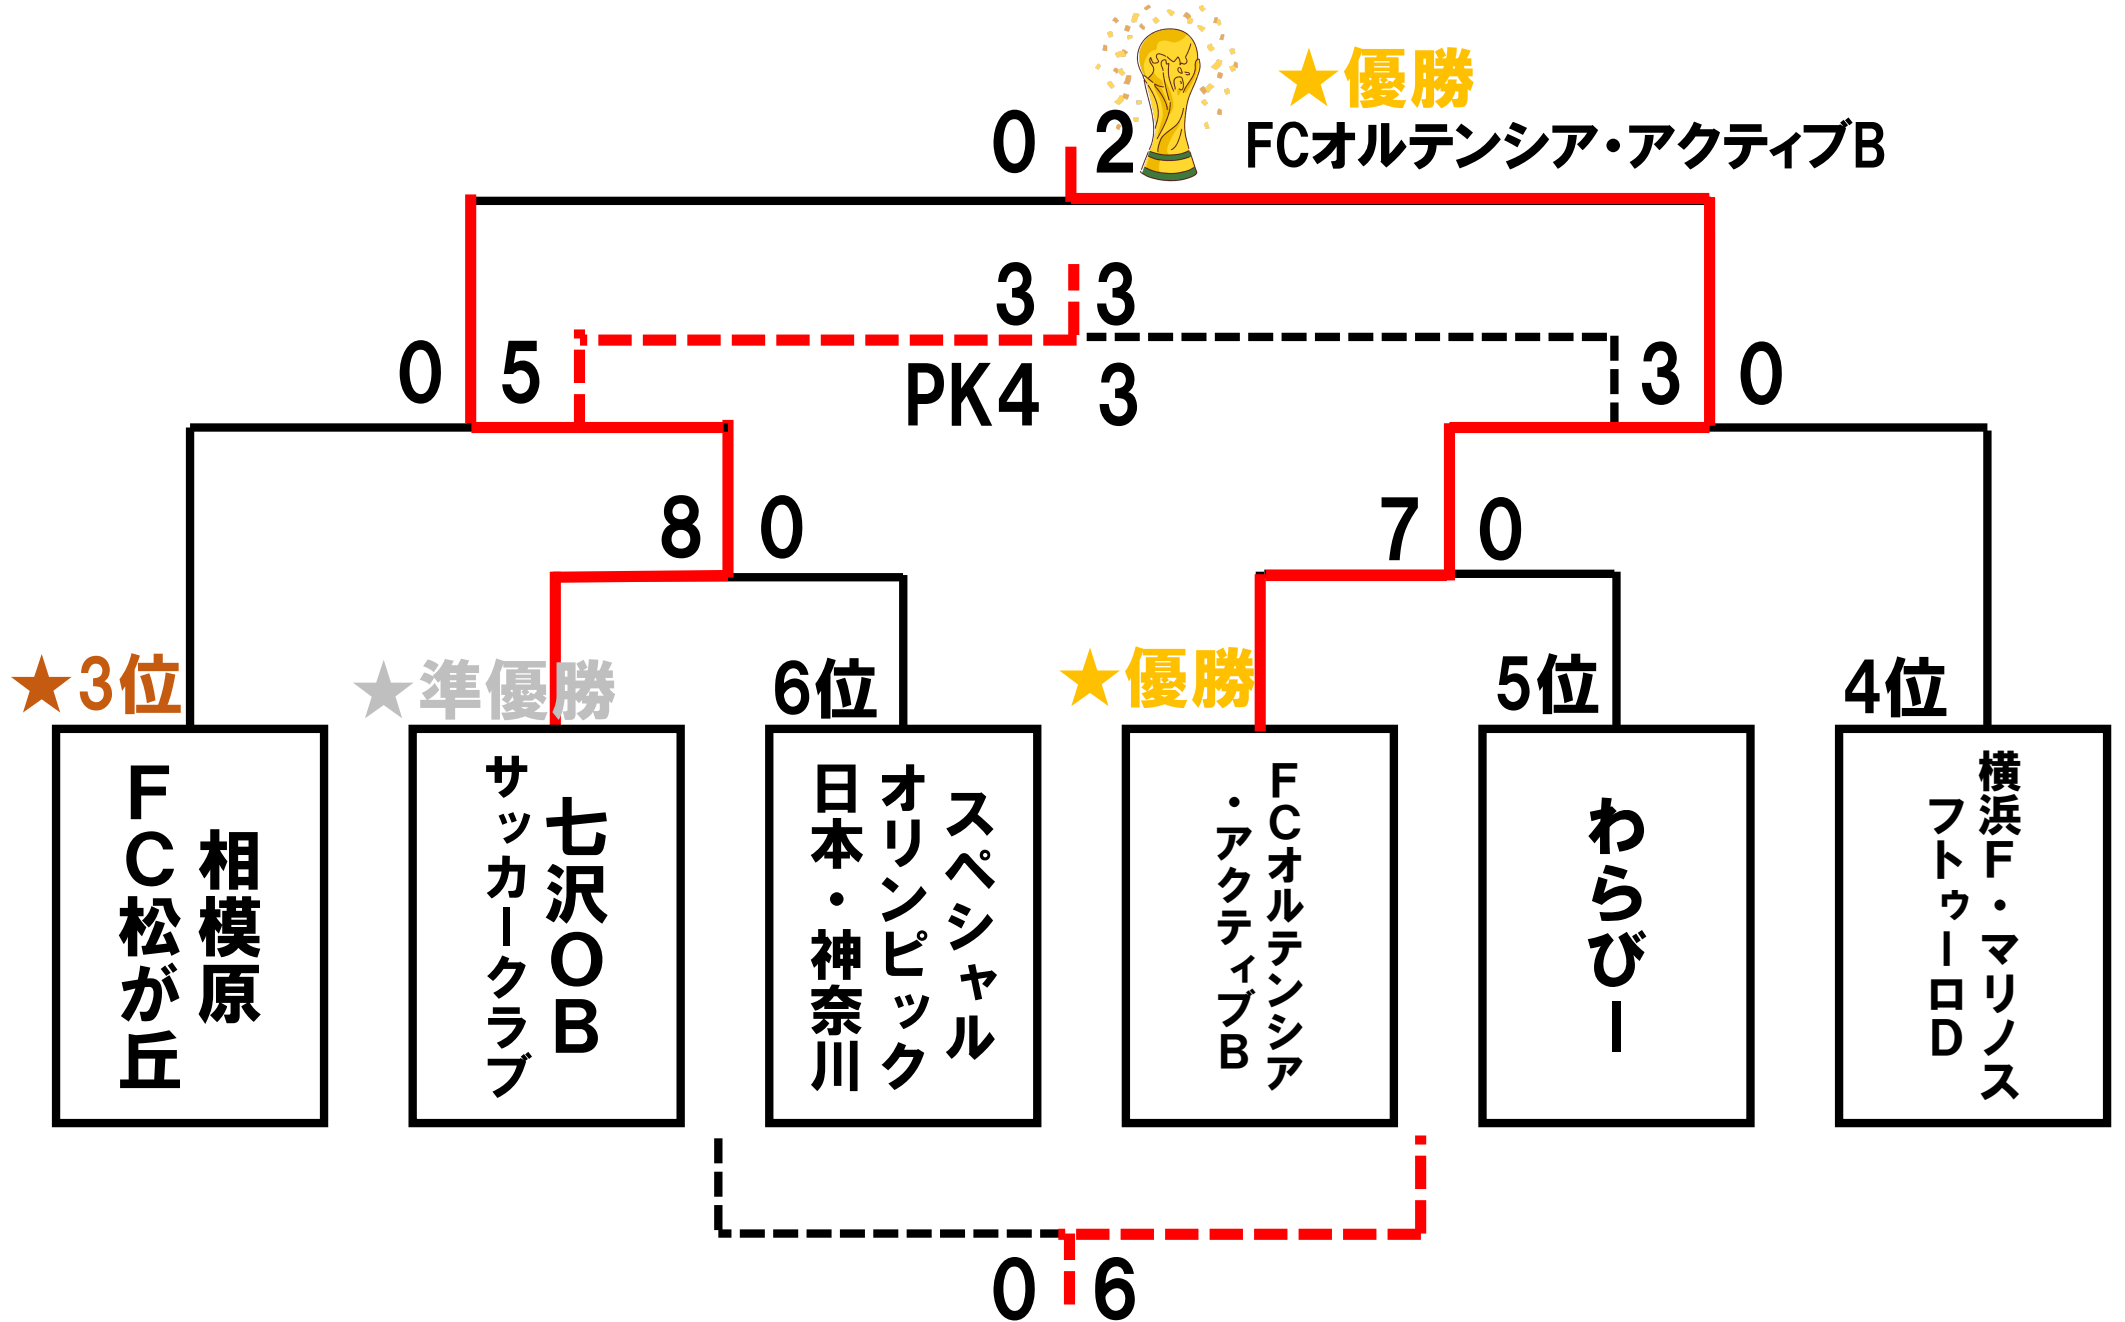 ★優勝
0 2
FCオルテンシア・アクティブB
3 3
0 5
PK4 3
3 0
8 0
7 0
★3位
★準優勝
6位
★優勝
5位
4位
相模原
FC松が丘
七沢OB
サッカークラブ
スペシャル
オリンピック
日本・神奈川
FCオルテンシア
・アクティブB
わらびー
横浜F・マリノス
フトゥーロD
0 6